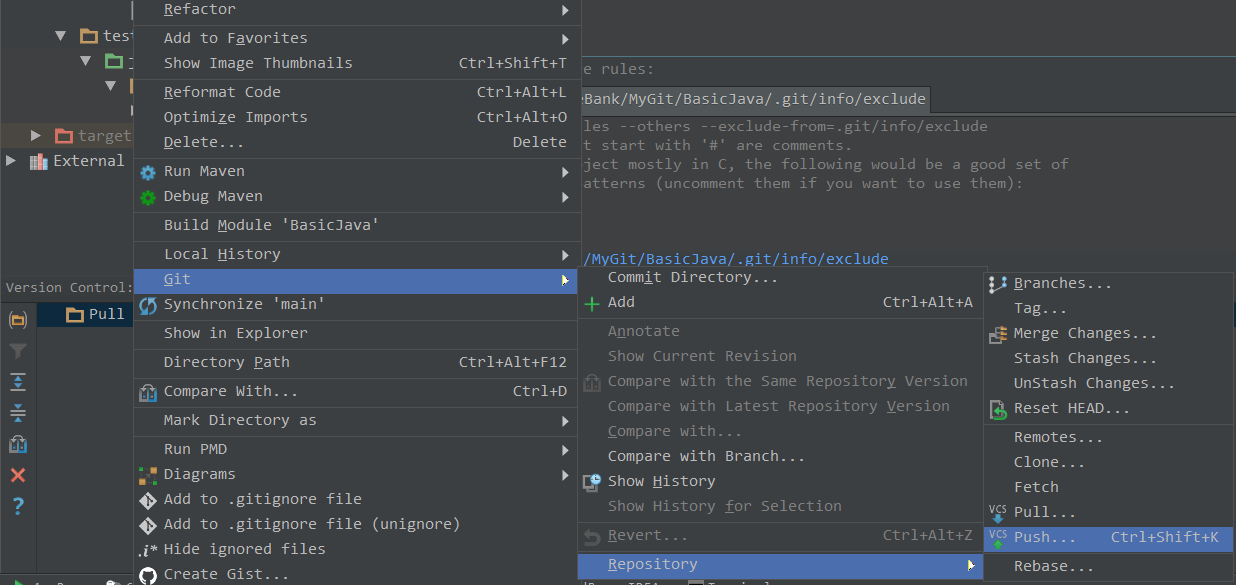 Refactor
Add to Favorites
Show Image Thumbnails Ctrl+Shift+T
Reformat Code Ctrl+Alt+L
Optimize Imports Ctrl+Alt+O
Delete... Delete
Run Maven
Debug Maven
Build Module 'BasicJava'
Local History
Git
Synchronize 'main'
Show in Explorer
Directory Path Ctrl+Alt+F12
Compare With... Ctrl+D
Mark Directory as
Run PMD
Diagrams
Add to .gitignore file
Add to .gitignore file (unignore)
.i* Hide ignored files
Create Gist...
target
External
Version Control:
Pull
?
e rules:
eBank/MyGit/BasicJava/.git/info/exclude
les --others --exclude-from=.git/info/exclude
t start with '#' are comments.
ject mostly in C, the following would be a good set of
atterns (uncomment them if you want to use them):
/MyGit/BasicJava/.git/info/exclude
Commit Directory...
Add Ctrl+Alt+A
Annotate
Show Current Revision
Compare with the Same Repository Version
Compare with Latest Repository Version
Compare with...
Compare with Branch...
Show History
Show History for Selection
Revert... Ctrl+Alt+Z
Repository
Branches...
Tag...
Merge Changes...
Stash Changes...
UnStash Changes...
Reset HEAD...
Remotes...
Clone...
Fetch
VCS Pull...
VCS Push... Ctrl+Shift+K
Rebase...